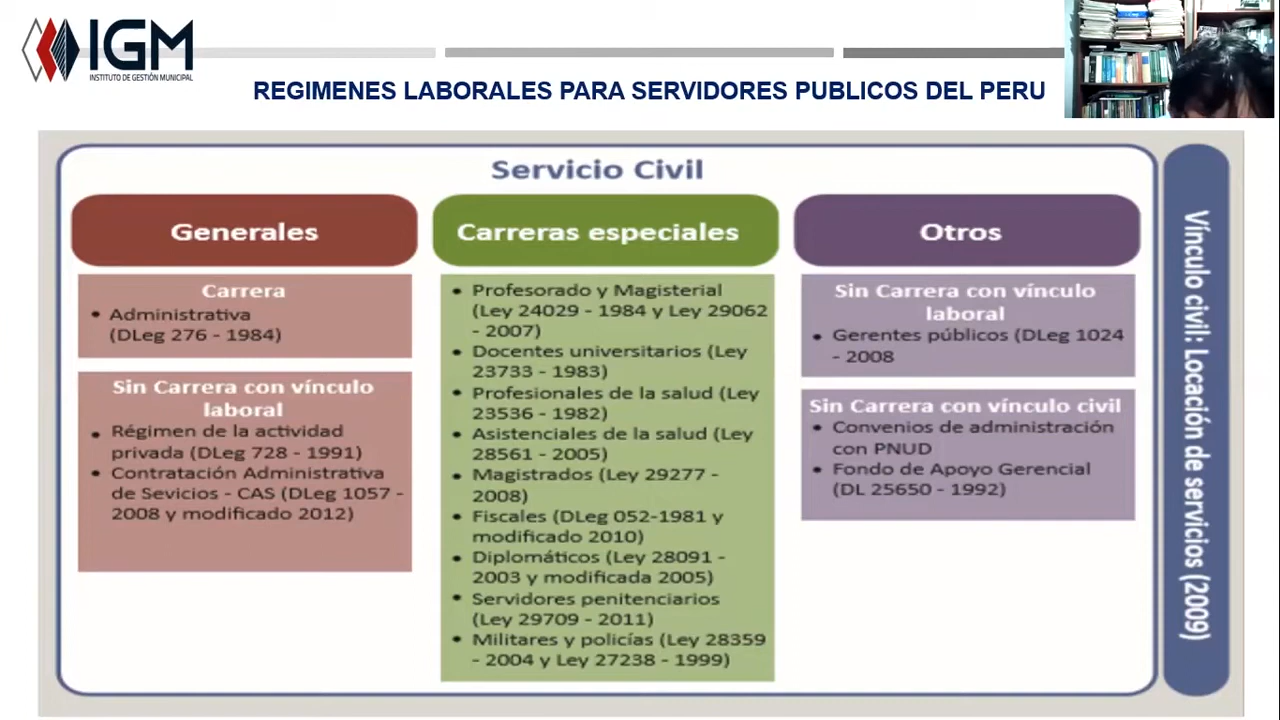 IGM
INSTITUTO DE GESTIÓN MUNICIPAL
REGIMENES LABORALES PARA SERVIDORES PUBLICOS DEL PERU
Servicio Civil
Generales
Carrera
• Administrativa
(DLeg 276 - 1984)
Sin Carrera con vínculo
laboral
• Régimen de la actividad
privada (DLeg 728 - 1991)
• Contratación Administrativa
de Sevicios - CAS (DLeg 1057 -
2008 y modificado 2012)
Carreras especiales
• Profesorado y Magisterial
(Ley 24029 - 1984 y Ley 29062
- 2007)
• Docentes universitarios (Ley
23733 - 1983)
• Profesionales de la salud (Ley
23536 - 1982)
• Asistenciales de la salud (Ley
28561 - 2005)
• Magistrados (Ley 29277 -
2008)
• Fiscales (DLeg 052-1981 y
modificado 2010)
• Diplomáticos (Ley 28091 -
2003 y modificada 2005)
• Servidores penitenciarios
(Ley 29709 - 2011)
• Militares y policías (Ley 28359
- 2004 y Ley 27238 - 1999)
Otros
Sin Carrera con vínculo
laboral
• Gerentes públicos (DLeg 1024
- 2008
Sin Carrera con vínculo civil
• Convenios de administración
con PNUD
• Fondo de Apoyo Gerencial
(DL 25650 - 1992)
Vínculo civil: Locación de servicios (2009)